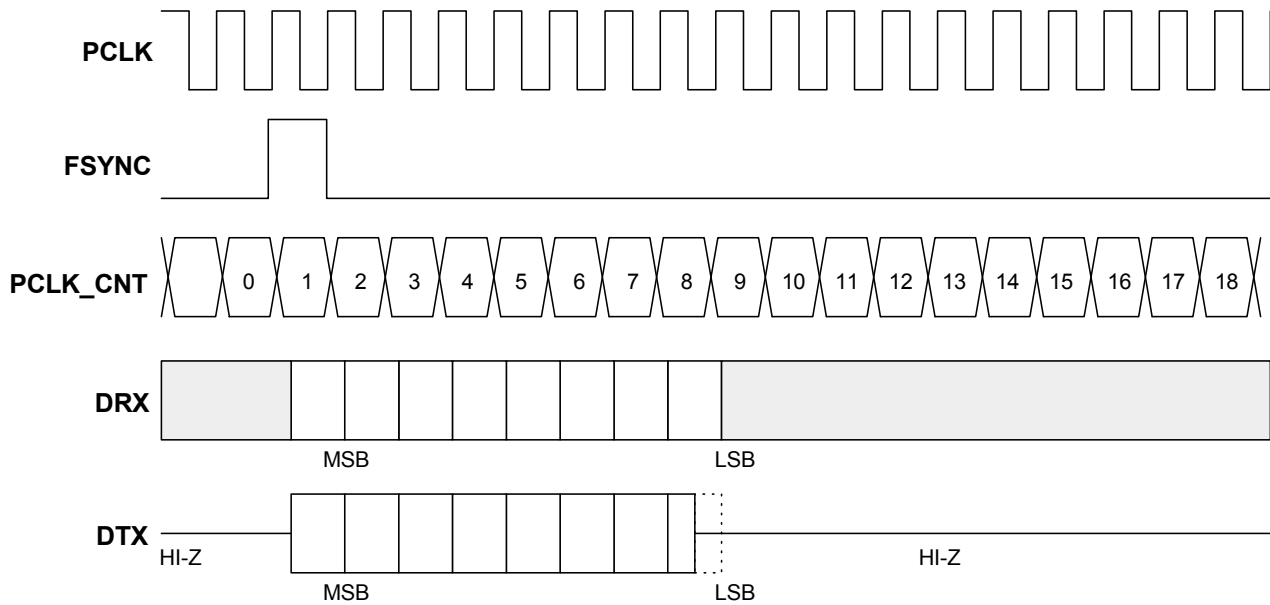 PCLK
FSYNC
PCLK_CNT 0 1 2 3 4 5 6 7 8 9 10 11 12 13 14 15 16 17 18
DRX
MSB LSB
DTX
HI-Z HI-Z
MSB LSB